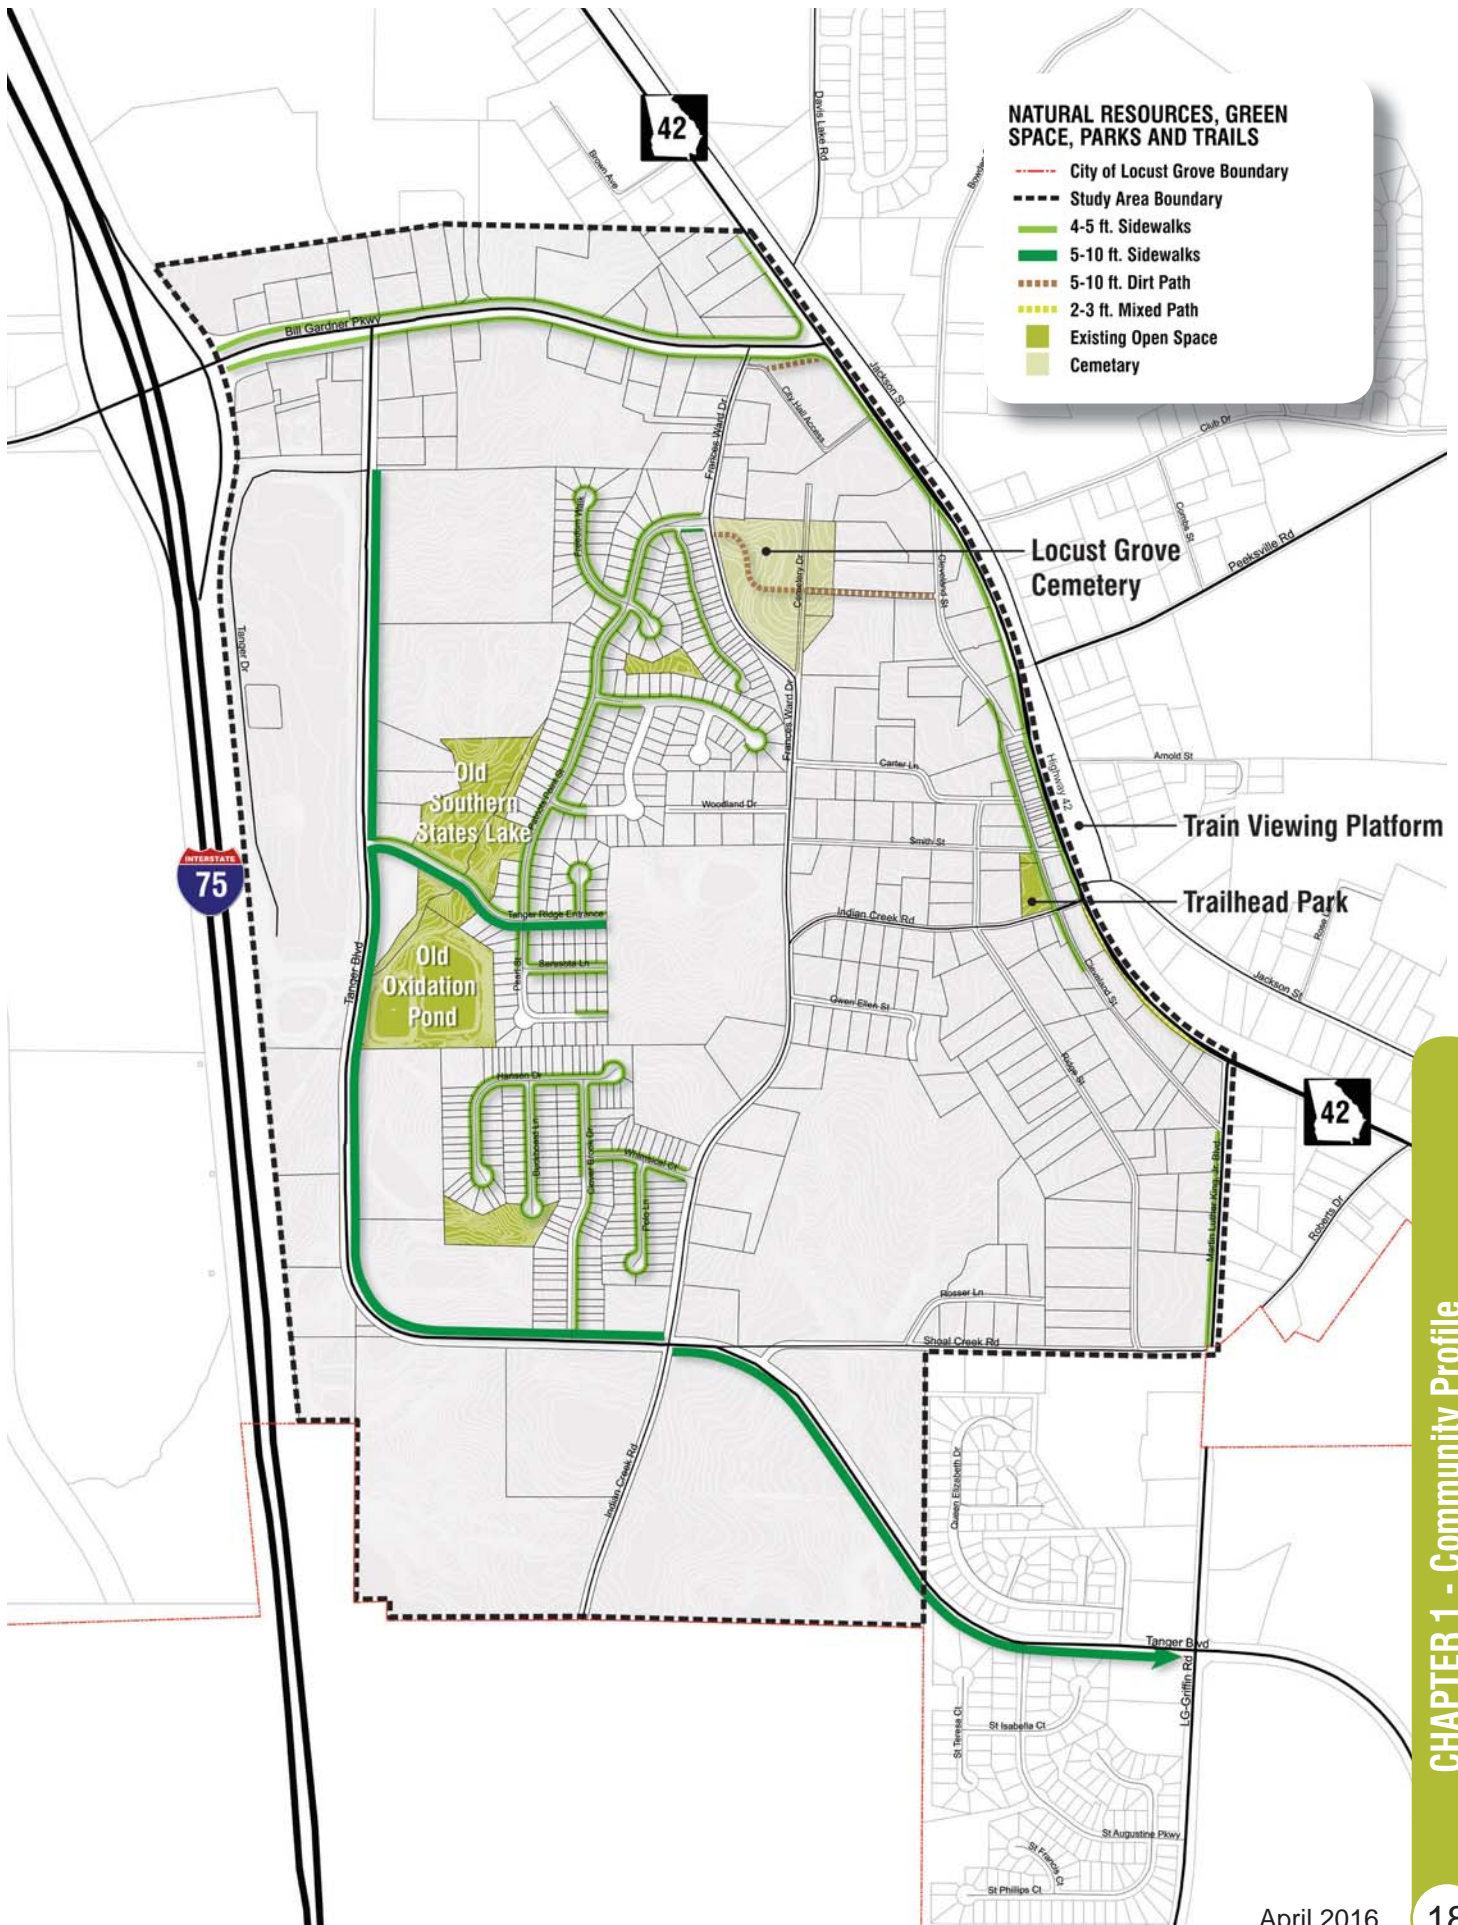 NATURAL RESOURCES, GREEN
SPACE, PARKS AND TRAILS
City of Locust Grove Boundary
Study Area Boundary
4-5 ft. Sidewalks
5-10 ft. Sidewalks
5-10 ft. Dirt Path
2-3 ft. Mixed Path
Existing Open Space
Cemetary
42
Davis Lake Rd
Brown Ave
Bill Gardner Pkwy
Jackson St
City Hall Access
Frances Ward Dr
Club Dr
Combs St
Peeksville Rd
Freedom Walk
Locust Grove
Cemetery
Cemetery Dr
Cleveland St
Tanger Dr
Frances Ward Dr
Highway 42
Arnold St
Carter Ln
Old
Southern
States Lake
Woodland Dr
Smith St
Train Viewing Platform
INTERSTATE
75
Trailhead Park
Tanger Ridge Entrance
Indian Creek Rd
Jackson St
Old
Oxidation
Pond
Tanger Blvd
Pearl St
Sarasota Ln
Cleveland St
Gwen Ellen St
Ridge St
Hansen Dr
42
Whimsical Ct
Polo Ln
Martin Luther King Jr. Blvd
Roberts Dr
Rosser Ln
Shoal Creek Rd
Indian Creek Rd
Queen Elizabeth Dr
Tanger Blvd
LG-Griffin Rd
St Teresa Ct
St Isabella Ct
St Augustine Pkwy
St Francis Ct
St Phillips Ct
CHAPTER 1 - Community Profile
April 2016
18